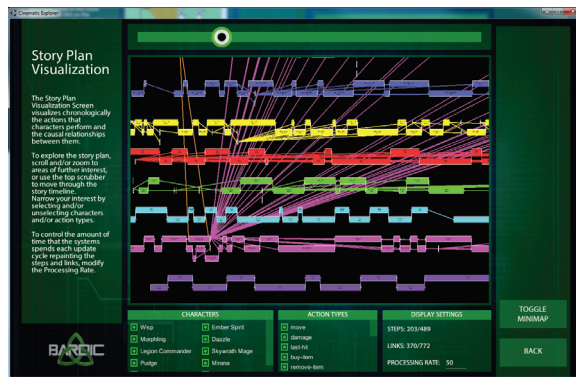 Cinematic Explorer
Story Plan
Visualization
The Story Plan
Visualization Screen
visualizes chronologically
the actions that
characters perform and
the causal relationships
between them.
To explore the story plan,
scroll and/or zoom to
areas of further interest,
or use the top scrubber
to move through the
story timeline.
Narrow your interest by
selecting and/or
unselecting characters
and/or action types.
To control the amount of
time that the systems
spends each update
cycle repainting the
steps and links, modify
the Processing Rate.
BARDIC
CHARACTERS
Wisp
Morphling
Legion Commander
Pudge
Ember Spirit
Dazzle
Skywrath Mage
Mirana
ACTION TYPES
move
damage
last-hit
buy-item
remove-item
DISPLAY SETTINGS
STEPS: 203/489
LINKS: 370/772
PROCESSING RATE: 50
TOGGLE
MINIMAP
BACK